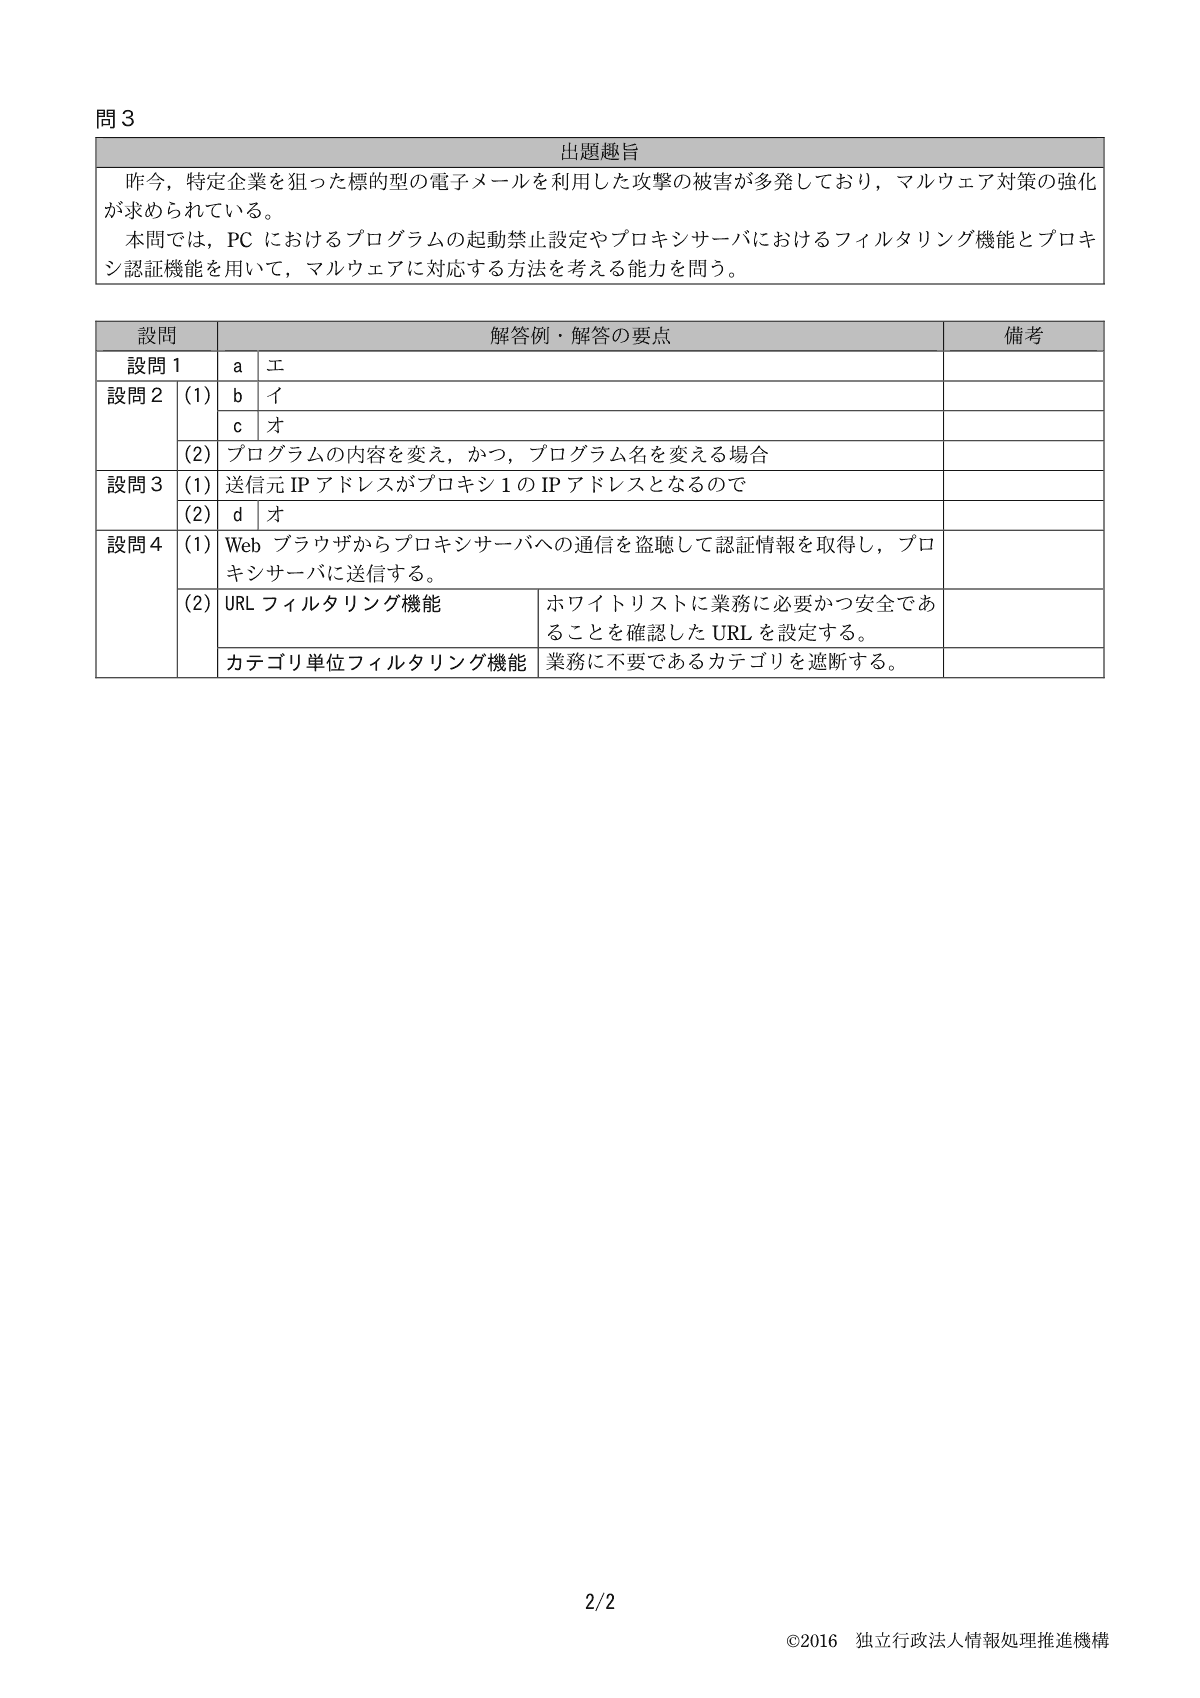 問３
出題趣旨
昨今，特定企業を狙った標的型の電子メールを利用した攻撃の被害が多発しており，マルウェア対策の強化
が求められている。
本問では，PC におけるプログラムの起動禁止設定やプロキシサーバにおけるフィルタリング機能とプロキ
シ認証機能を用いて，マルウェアに対応する方法を考える能力を問う。
設問 解答例・解答の要点 備考
設問１ a エ
設問２ (1) b イ
c オ
(2) プログラムの内容を変え，かつ，プログラム名を変える場合
設問３ (1) 送信元 IP アドレスがプロキシ 1 の IP アドレスとなるので
(2) d オ
設問４ (1) Web ブラウザからプロキシサーバへの通信を盗聴して認証情報を取得し，プロ
キシサーバに送信する。
(2) URL フィルタリング機能 ホワイトリストに業務に必要かつ安全であ
ることを確認した URL を設定する。
カテゴリ単位フィルタリング機能 業務に不要であるカテゴリを遮断する。
2/2
©2016 独立行政法人情報処理推進機構